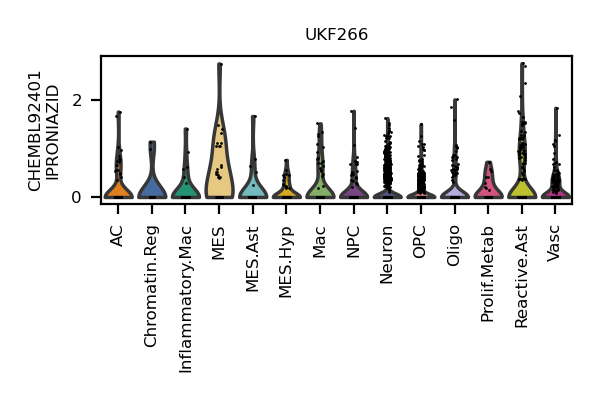 UKF266
CHEMBL92401
IPRONIAZID
2
0
AC
Chromatin.Reg
Inflammatory.Mac
MES
MES.Ast
MES.Hyp
Mac
NPC
Neuron
OPC
Oligo
Prolif.Metab
Reactive.Ast
Vasc